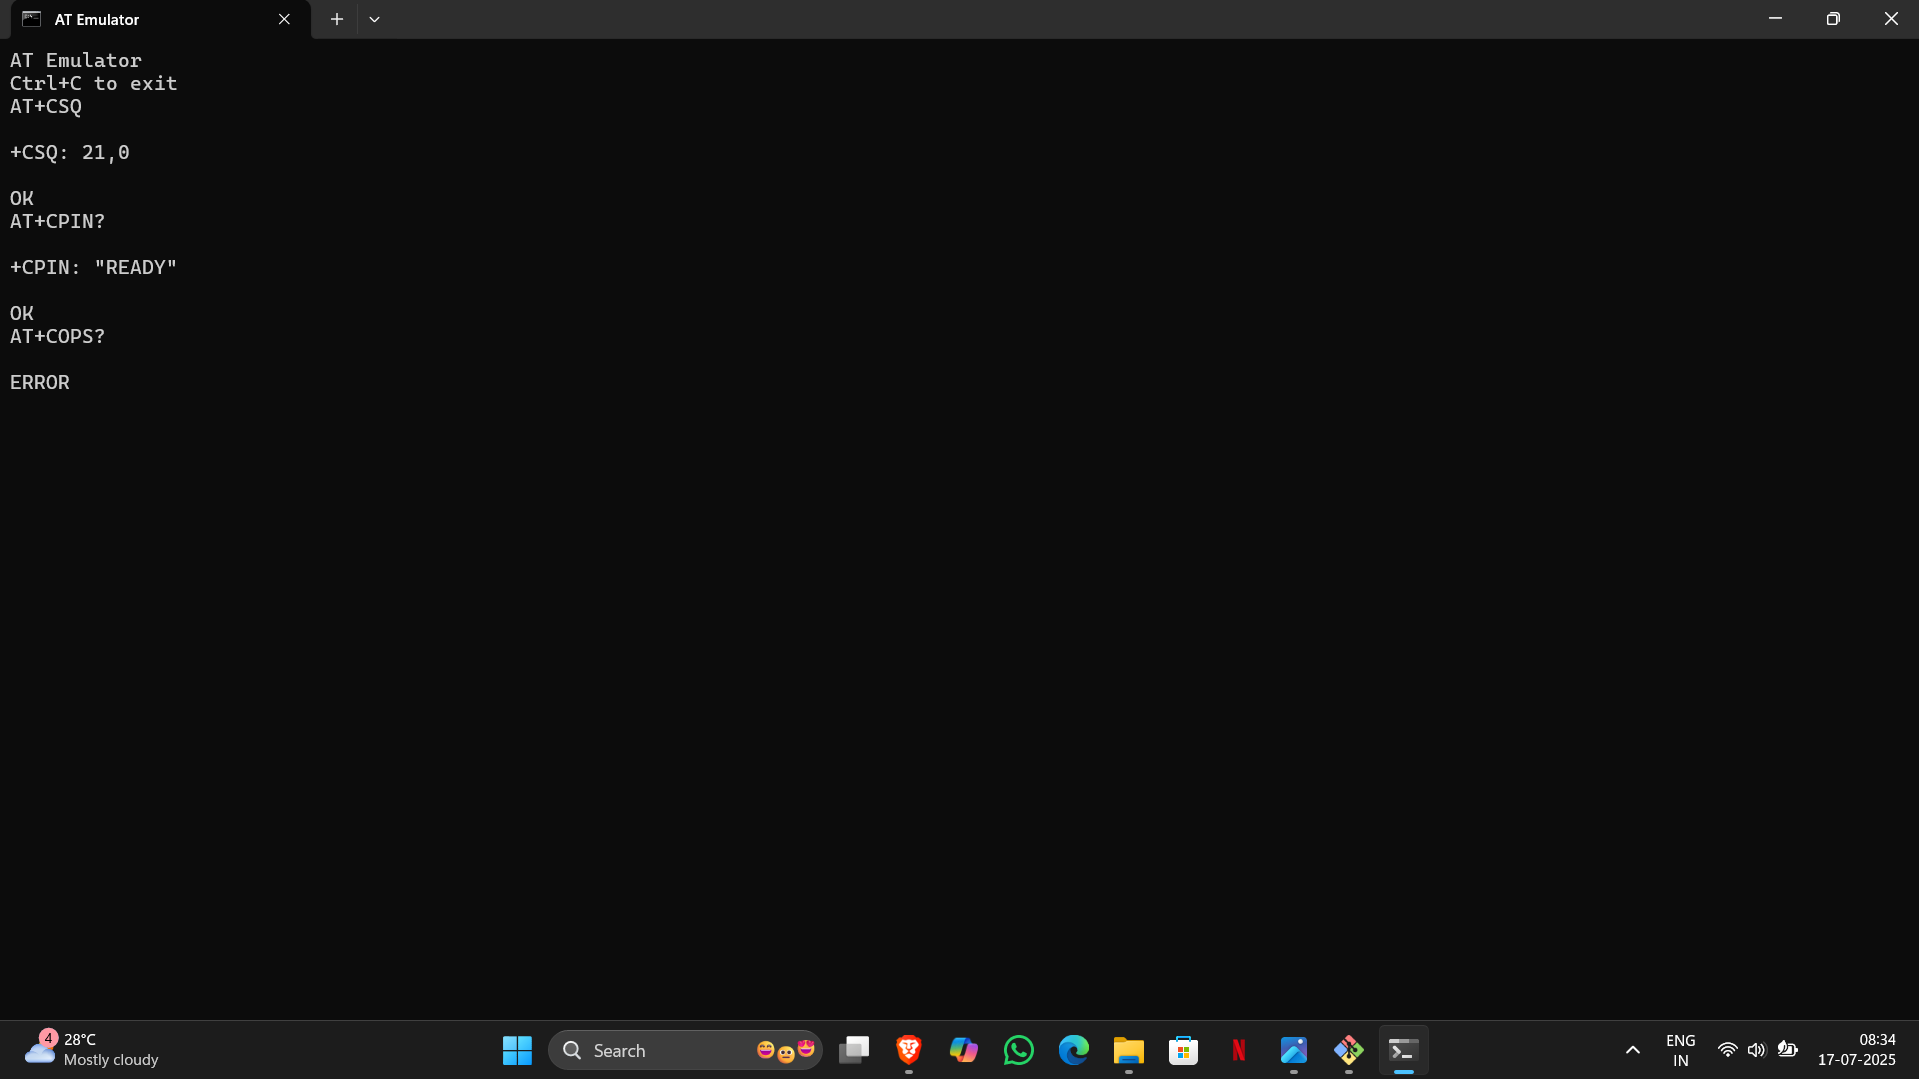 AT Emulator
AT Emulator
Ctrl+C to exit
AT+CSQ
+CSQ: 21,0
OK
AT+CPIN?
+CPIN: "READY"
OK
AT+COPS?
ERROR
4
28°C
Mostly cloudy
Search
N
ENG
IN
08:34
17-07-2025